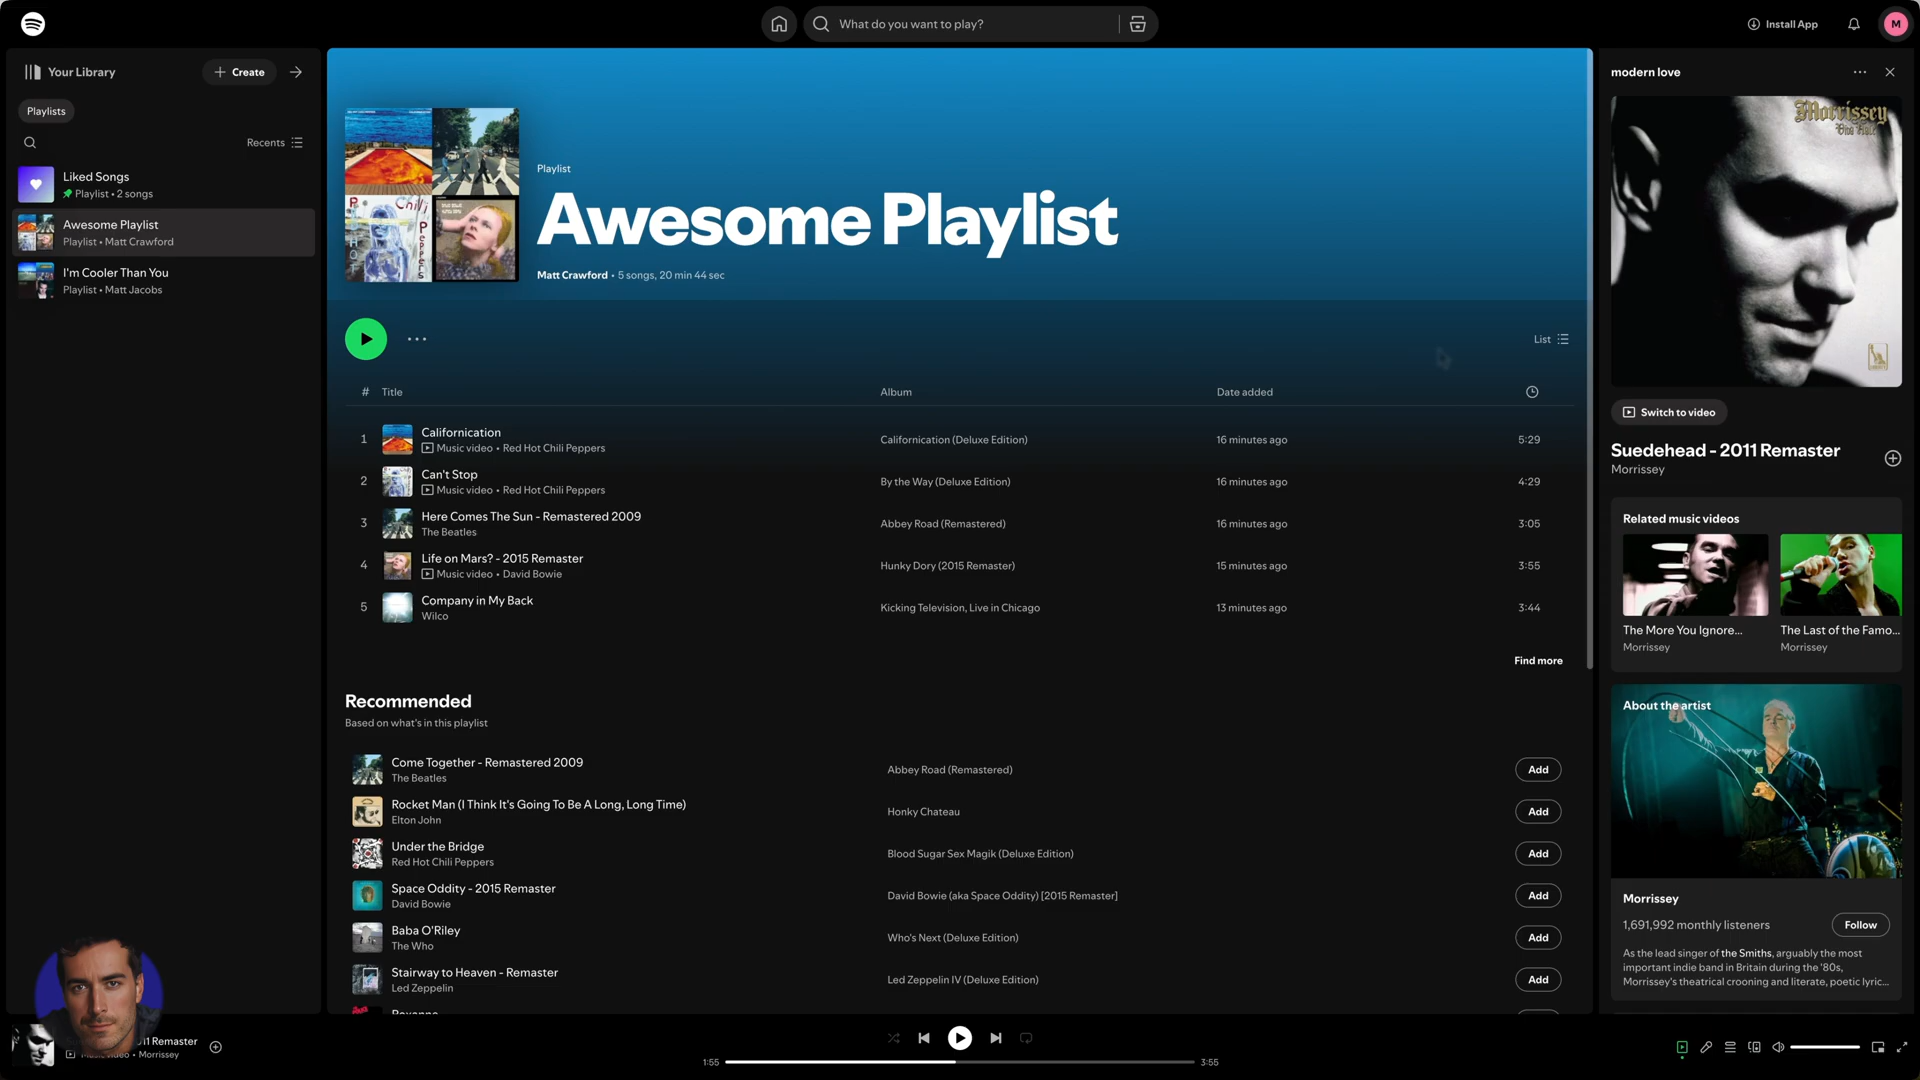 What do you want to play?
Install App
M
Your Library
Create
Playlists
Recents
Liked Songs
Playlist • 2 songs
Awesome Playlist
Playlist • Matt Crawford
I'm Cooler Than You
Playlist • Matt Jacobs
Playlist
Awesome Playlist
Matt Crawford • 5 songs, 20 min 44 sec
List
# Title Album Date added
1 Californication Californication (Deluxe Edition) 16 minutes ago 5:29
Music video • Red Hot Chili Peppers
2 Can't Stop By the Way (Deluxe Edition) 16 minutes ago 4:29
Music video • Red Hot Chili Peppers
3 Here Comes The Sun - Remastered 2009 Abbey Road (Remastered) 16 minutes ago 3:05
The Beatles
4 Life on Mars? - 2015 Remaster Hunky Dory (2015 Remaster) 15 minutes ago 3:55
Music video • David Bowie
5 Company in My Back Kicking Television, Live in Chicago 13 minutes ago 3:44
Wilco
Find more
Recommended
Based on what's in this playlist
Come Together - Remastered 2009 Abbey Road (Remastered) Add
The Beatles
Rocket Man (I Think It's Going To Be A Long, Long Time) Honky Chateau Add
Elton John
Under the Bridge Blood Sugar Sex Magik (Deluxe Edition) Add
Red Hot Chili Peppers
Space Oddity - 2015 Remaster David Bowie (aka Space Oddity) [2015 Remaster] Add
David Bowie
Baba O'Riley Who's Next (Deluxe Edition) Add
The Who
Stairway to Heaven - Remaster Led Zeppelin IV (Deluxe Edition) Add
Led Zeppelin
modern love
Morrissey
Viva Hate
Switch to video
Suedehead - 2011 Remaster
Morrissey
Related music videos
The More You Ignore...
Morrissey
The Last of the Famo...
Morrissey
About the artist
Morrissey
1,691,992 monthly listeners
Follow
As the lead singer of the Smiths, arguably the most
important indie band in Britain during the '80s,
Morrissey's theatrical crooning and literate, poetic lyric...
2011 Remaster
Music video • Morrissey
1:55
3:55